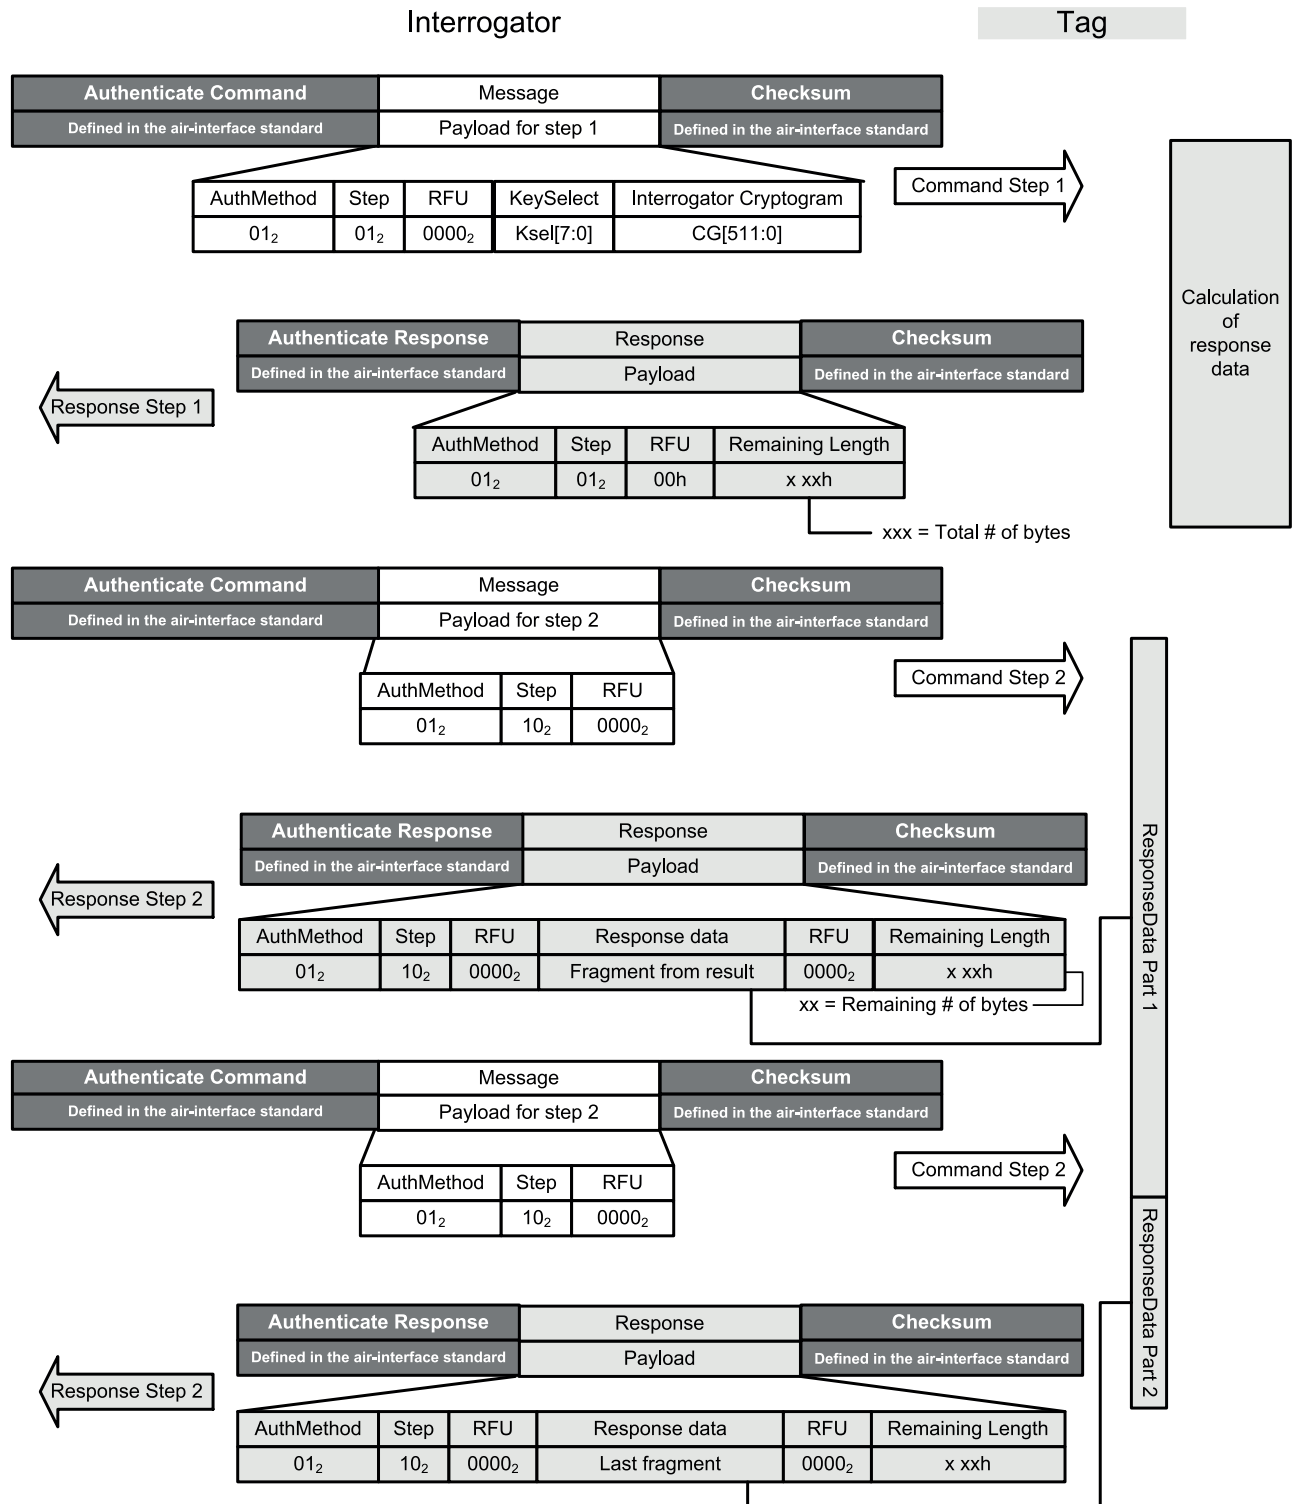 Interrogator Tag
Authenticate Command Message Checksum
Defined in the air-interface standard Payload for step 1 Defined in the air-interface standard
Command Step 1
AuthMethod Step RFU KeySelect Interrogator Cryptogram
01₂ 01₂ 0000₂ Ksel[7:0] CG[511:0]
Calculation
of
response
data
Authenticate Response Response Checksum
Defined in the air-interface standard Payload Defined in the air-interface standard
Response Step 1
AuthMethod Step RFU Remaining Length
01₂ 01₂ 00h x xxh
xxx = Total # of bytes
Authenticate Command Message Checksum
Defined in the air-interface standard Payload for step 2 Defined in the air-interface standard
Command Step 2
AuthMethod Step RFU
01₂ 10₂ 0000₂
Authenticate Response Response Checksum
Defined in the air-interface standard Payload Defined in the air-interface standard
Response Step 2
AuthMethod Step RFU Response data RFU Remaining Length
01₂ 10₂ 0000₂ Fragment from result 0000₂ x xxh
xx = Remaining # of bytes
ResponseData Part 1
Authenticate Command Message Checksum
Defined in the air-interface standard Payload for step 2 Defined in the air-interface standard
Command Step 2
AuthMethod Step RFU
01₂ 10₂ 0000₂
ResponseData Part 2
Authenticate Response Response Checksum
Defined in the air-interface standard Payload Defined in the air-interface standard
Response Step 2
AuthMethod Step RFU Response data RFU Remaining Length
01₂ 10₂ 0000₂ Last fragment 0000₂ x xxh